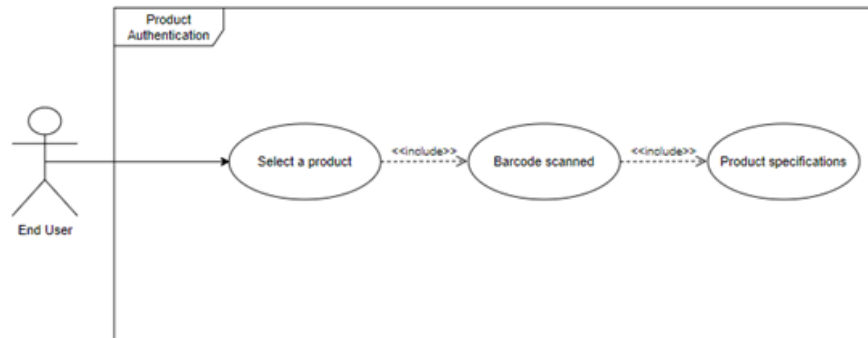 Product
Authentication
Select a product
<<include>>
Barcode scanned
<<include>>
Product specifications
End User